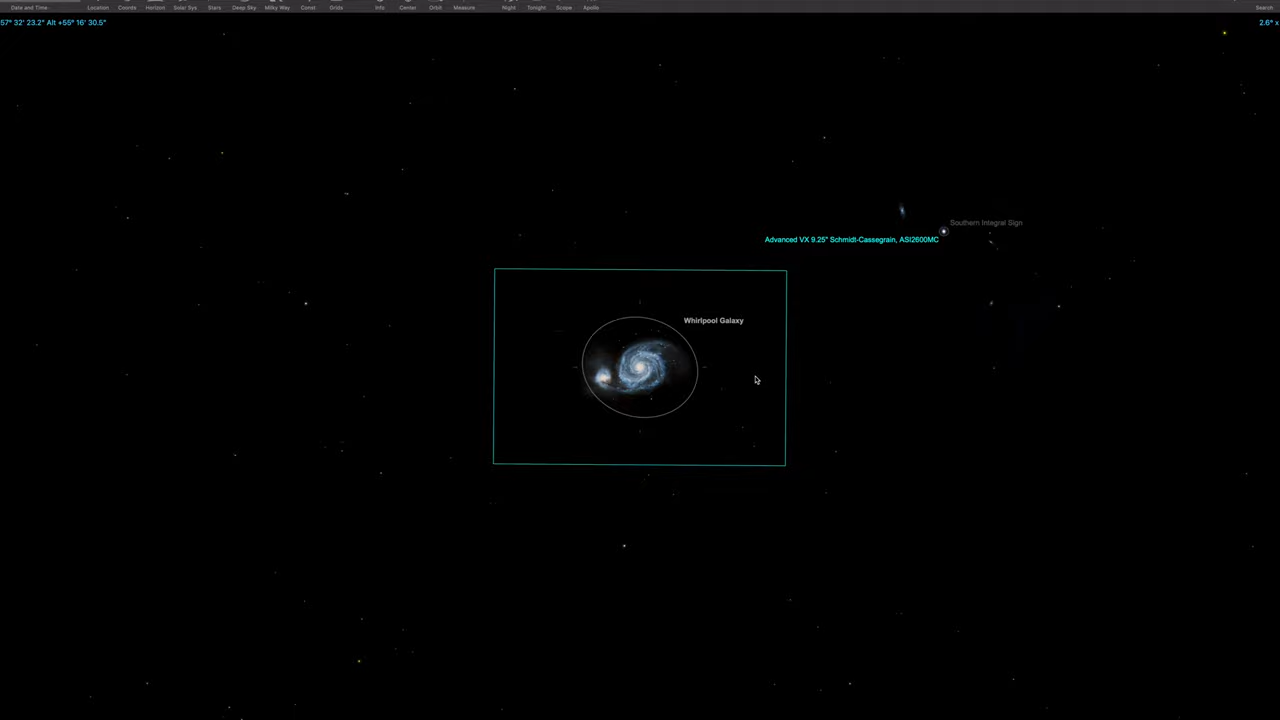 Date and Time Location Coords Horizon Solar Sys Stars Deep Sky Milky Way Const Grids Info Center Orbit Measure Night Tonight Scope Apollo Search
57° 32' 23.2" Alt +55° 16' 30.5" 2.6° x
Southern Integral Sign
Advanced VX 9.25" Schmidt-Cassegrain, ASI2600MC
Whirlpool Galaxy